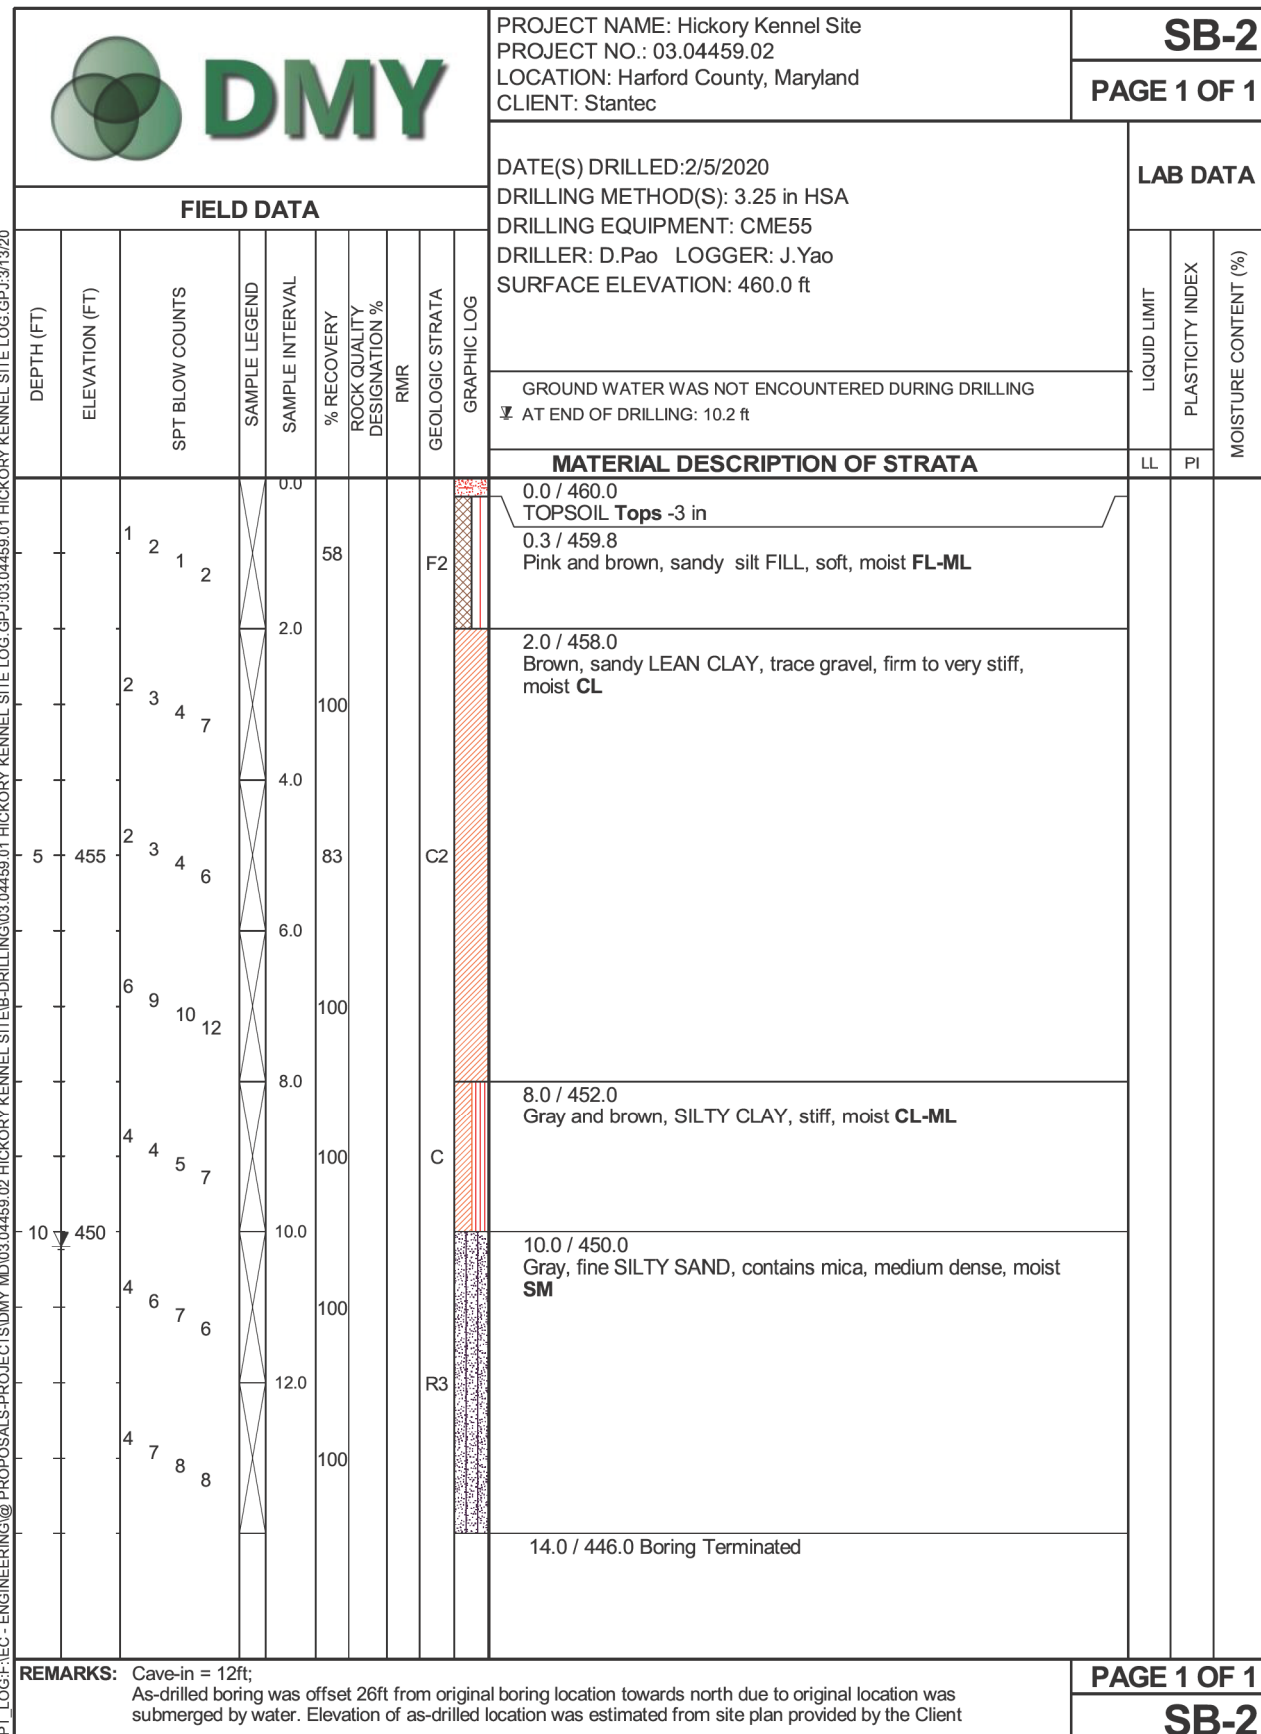 DMY
PROJECT NAME: Hickory Kennel Site
PROJECT NO.: 03.04459.02
LOCATION: Harford County, Maryland
CLIENT: Stantec
SB-2
PAGE 1 OF 1
FIELD DATA
DATE(S) DRILLED:2/5/2020
DRILLING METHOD(S): 3.25 in HSA
DRILLING EQUIPMENT: CME55
DRILLER: D.Pao LOGGER: J.Yao
SURFACE ELEVATION: 460.0 ft
LAB DATA
DEPTH (FT)
ELEVATION (FT)
SPT BLOW COUNTS
SAMPLE LEGEND
SAMPLE INTERVAL
% RECOVERY
ROCK QUALITY
DESIGNATION %
RMR
GEOLOGIC STRATA
GRAPHIC LOG
GROUND WATER WAS NOT ENCOUNTERED DURING DRILLING
AT END OF DRILLING: 10.2 ft
MATERIAL DESCRIPTION OF STRATA
LIQUID LIMIT
PLASTICITY INDEX
MOISTURE CONTENT (%)
LL PI
0.0
0.0 / 460.0
TOPSOIL Tops -3 in
1 2 1 2 58 F2
0.3 / 459.8
Pink and brown, sandy silt FILL, soft, moist FL-ML
2.0
2.0 / 458.0
Brown, sandy LEAN CLAY, trace gravel, firm to very stiff,
moist CL
2 3 4 7 100
4.0
5 455 2 3 4 6 83 C2
6.0
6 9 10 12 100
8.0
8.0 / 452.0
Gray and brown, SILTY CLAY, stiff, moist CL-ML
4 4 5 7 100 C
10 450 10.0
10.0 / 450.0
Gray, fine SILTY SAND, contains mica, medium dense, moist
SM
4 6 7 6 100
12.0 R3
4 7 8 8 100
14.0 / 446.0 Boring Terminated
REMARKS: Cave-in = 12ft;
As-drilled boring was offset 26ft from original boring location towards north due to original location was
submerged by water. Elevation of as-drilled location was estimated from site plan provided by the Client
PAGE 1 OF 1
SB-2